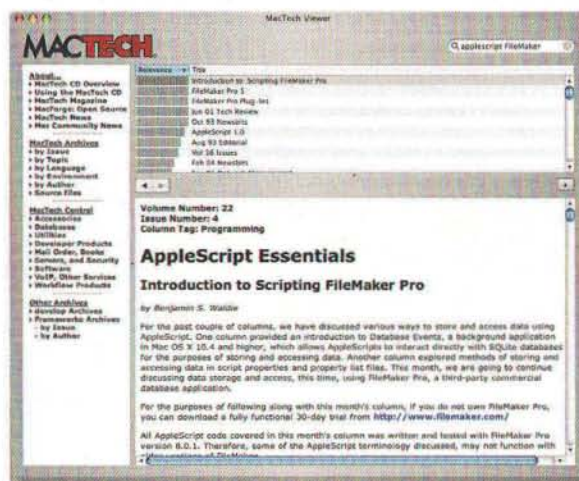 MacTech Viewer
MACTECH
applescript FileMaker
About...
MacTech CD Overview
Using the MacTech CD
MacTech Magazine
MacForge: Open Source
MacTech News
Mac Community News
MacTech Archives
by Issue
by Topic
by Language
by Environment
by Author
Source Files
MacTech Central
Accessories
Databases
Utilities
Developer Products
Mail Order, Books
Servers, and Security
Software
VoIP, Other Services
Workflow Products
Other Archives
develop Archives
Frameworks Archives
- by Issue
- by Author
Relevance Title
Introduction to Scripting FileMaker Pro
FileMaker Pro 5
FileMaker Pro Plug-Ins
Jun 01 Tech Review
Oct 93 Newsbits
AppleScript 1.0
Aug 93 Editorial
Vol 16 Issues
Feb 04 Newsbits
Volume Number: 22
Issue Number: 4
Column Tag: Programming
AppleScript Essentials
Introduction to Scripting FileMaker Pro
by Benjamin S. Waldie
For the past couple of columns, we have discussed various ways to store and access data using
AppleScript. One column provided an introduction to Database Events, a background application
in Mac OS X 10.4 and higher, which allows AppleScripts to interact directly with SQLite databases
for the purposes of storing and accessing data. Another column explored methods of storing and
accessing data in script properties and property list files. This month, we are going to continue
discussing data storage and access, this time, using FileMaker Pro, a third-party commercial
database application.
For the purposes of following along with this month's column, if you do not own FileMaker Pro,
you can download a fully functional 30-day trial from http://www.filemaker.com/
All AppleScript code covered in this month's column was written and tested with FileMaker Pro
version 8.0.1. Therefore, some of the AppleScript terminology discussed, may not function with